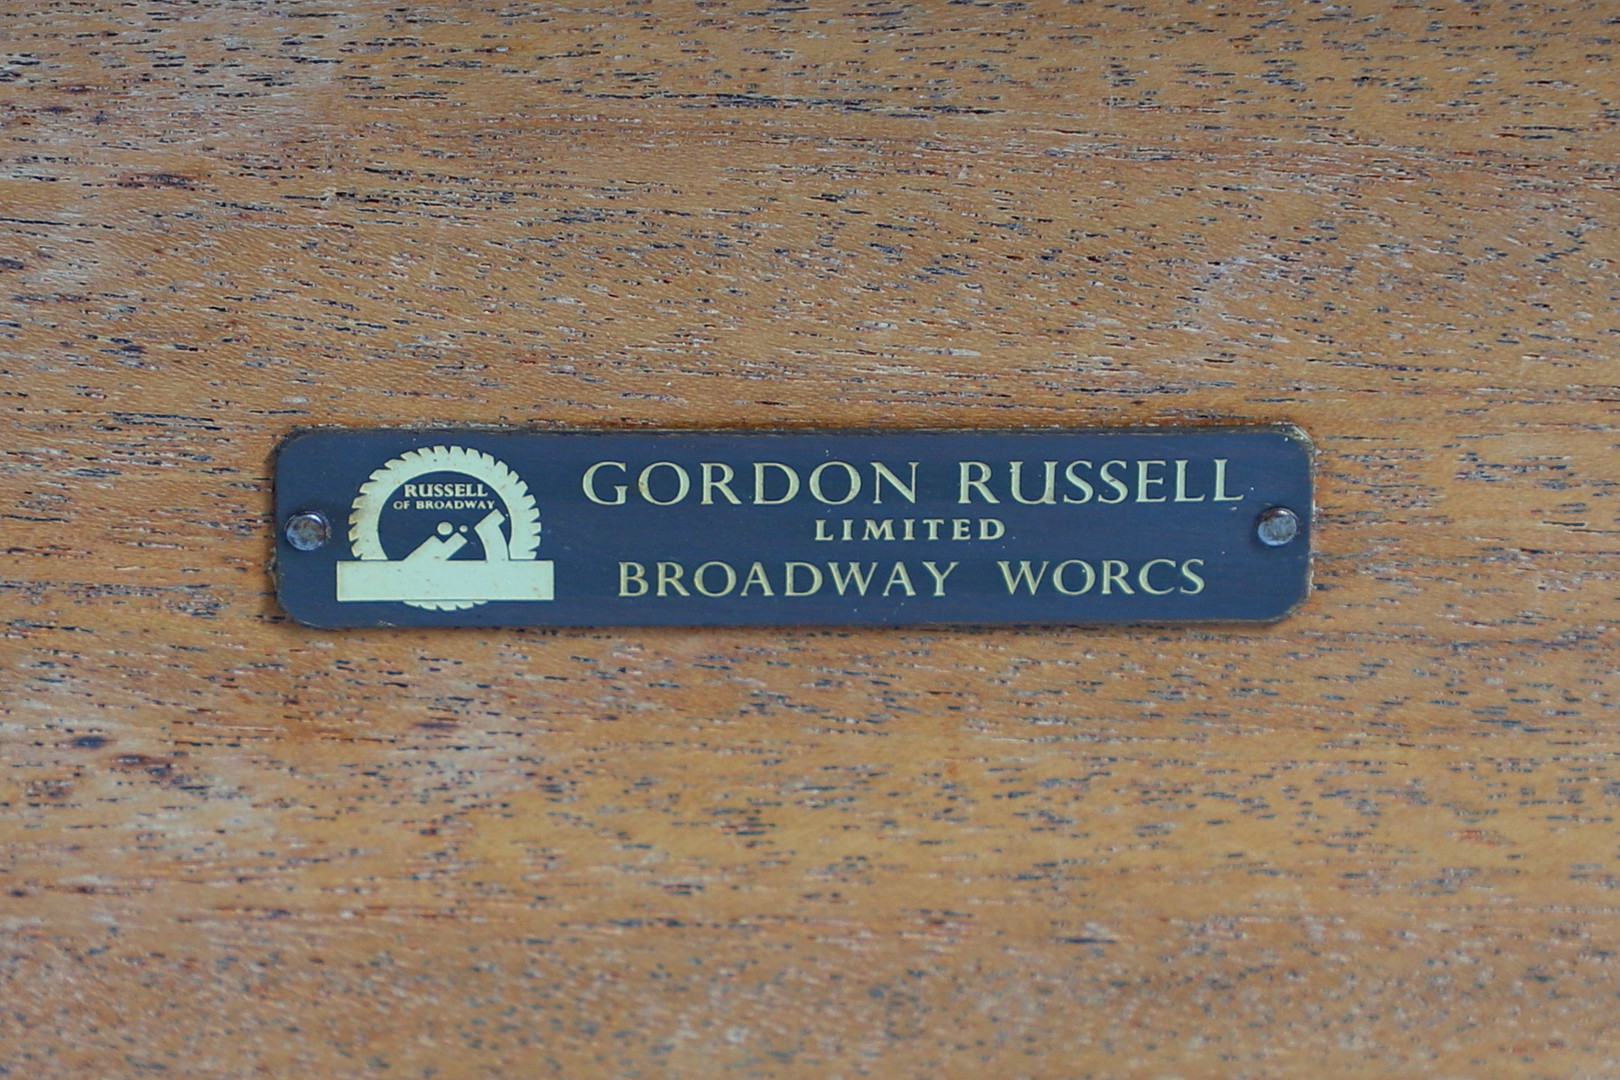 RUSSELL
OF BROADWAY
GORDON RUSSELL
LIMITED
BROADWAY WORCS